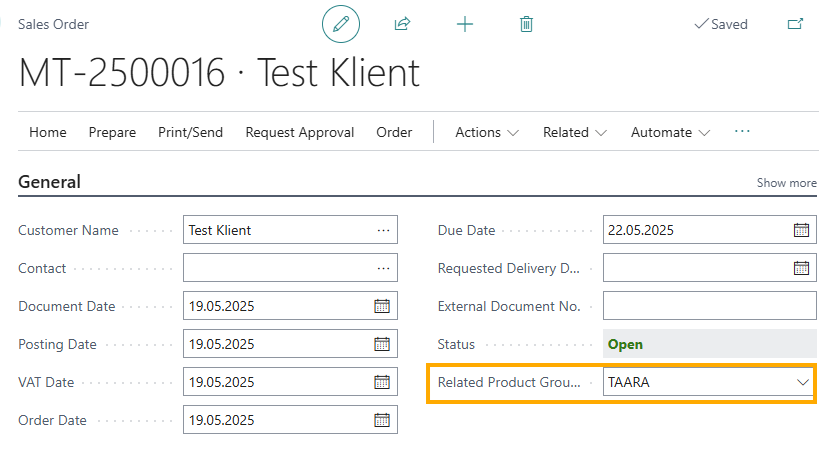 Sales Order
Saved
MT-2500016 · Test Klient
Home Prepare Print/Send Request Approval Order Actions Related Automate ...
General Show more
Customer Name Test Klient ...
Due Date 22.05.2025
Contact ...
Requested Delivery D...
Document Date 19.05.2025
External Document No.
Posting Date 19.05.2025
Status Open
VAT Date 19.05.2025
Related Product Grou... TAARA
Order Date 19.05.2025